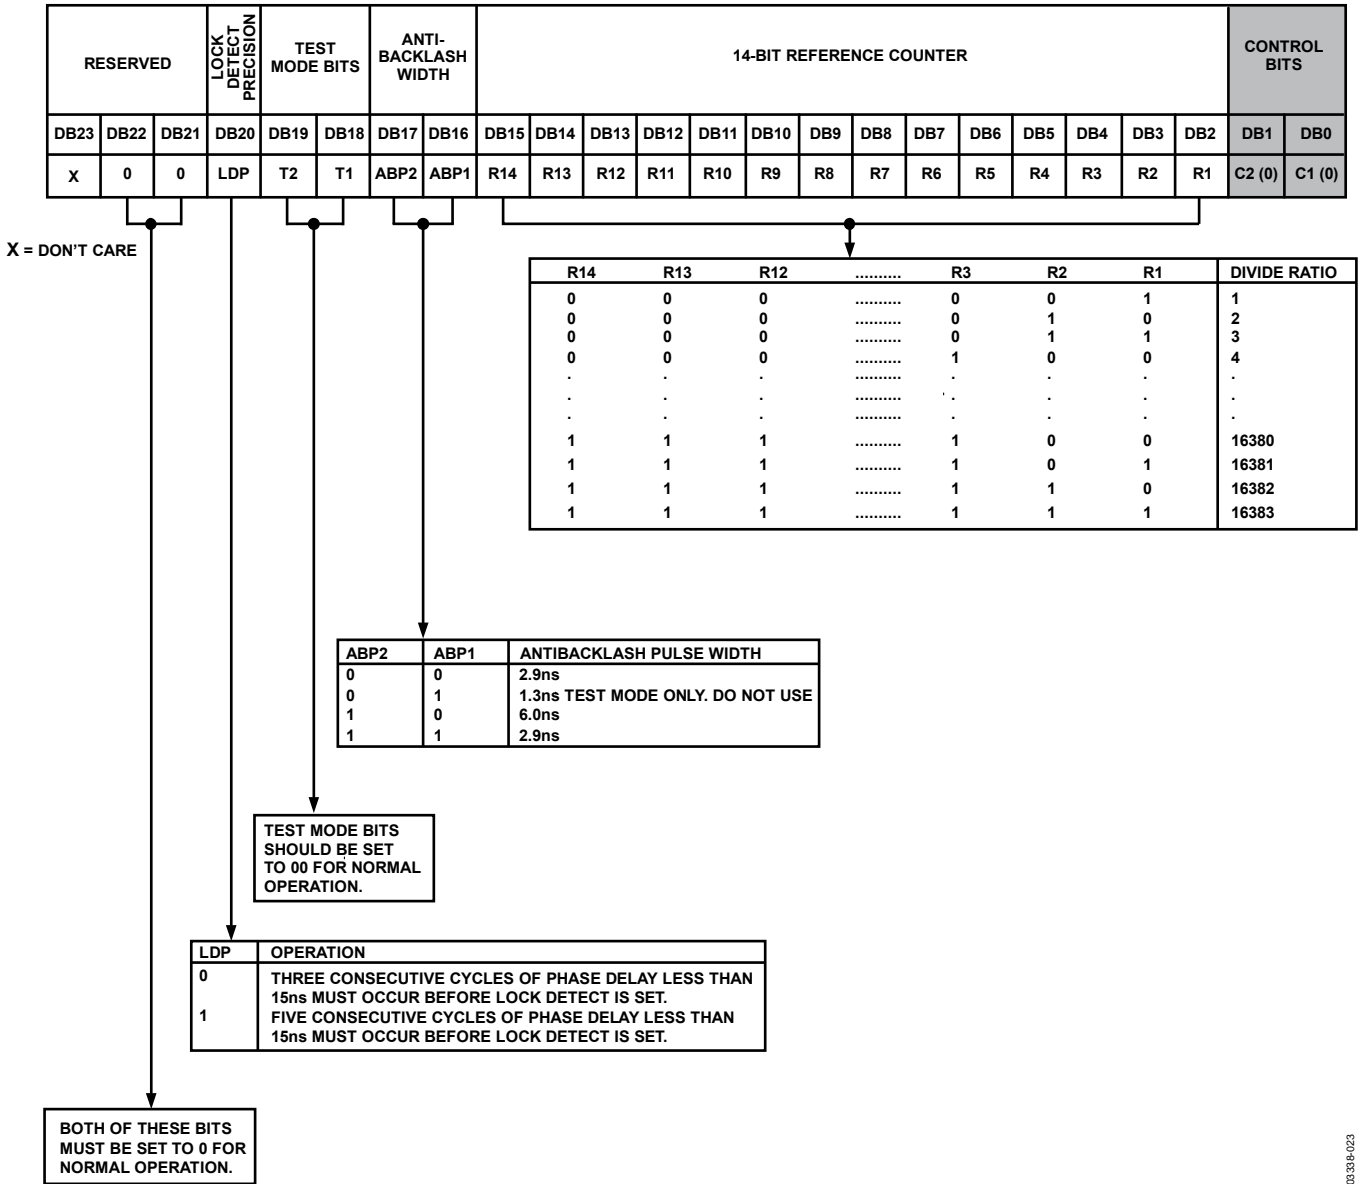 RESERVED
LOCK
DETECT
PRECISION
TEST
MODE BITS
ANTI-
BACKLASH
WIDTH
14-BIT REFERENCE COUNTER
CONTROL
BITS
DB23 DB22 DB21 DB20 DB19 DB18 DB17 DB16 DB15 DB14 DB13 DB12 DB11 DB10 DB9 DB8 DB7 DB6 DB5 DB4 DB3 DB2 DB1 DB0
X 0 0 LDP T2 T1 ABP2 ABP1 R14 R13 R12 R11 R10 R9 R8 R7 R6 R5 R4 R3 R2 R1 C2 (0) C1 (0)
X = DON'T CARE
R14 R13 R12 .......... R3 R2 R1 DIVIDE RATIO
0 0 0 .......... 0 0 1 1
0 0 0 .......... 0 1 0 2
0 0 0 .......... 0 1 1 3
0 0 0 .......... 1 0 0 4
. . . .......... . . . .
. . . .......... . . . .
. . . .......... . . . .
1 1 1 .......... 1 0 0 16380
1 1 1 .......... 1 0 1 16381
1 1 1 .......... 1 1 0 16382
1 1 1 .......... 1 1 1 16383
ABP2 ABP1 ANTIBACKLASH PULSE WIDTH
0 0 2.9ns
0 1 1.3ns TEST MODE ONLY. DO NOT USE
1 0 6.0ns
1 1 2.9ns
TEST MODE BITS
SHOULD BE SET
TO 00 FOR NORMAL
OPERATION.
LDP OPERATION
0 THREE CONSECUTIVE CYCLES OF PHASE DELAY LESS THAN
15ns MUST OCCUR BEFORE LOCK DETECT IS SET.
1 FIVE CONSECUTIVE CYCLES OF PHASE DELAY LESS THAN
15ns MUST OCCUR BEFORE LOCK DETECT IS SET.
BOTH OF THESE BITS
MUST BE SET TO 0 FOR
NORMAL OPERATION.
03338-023